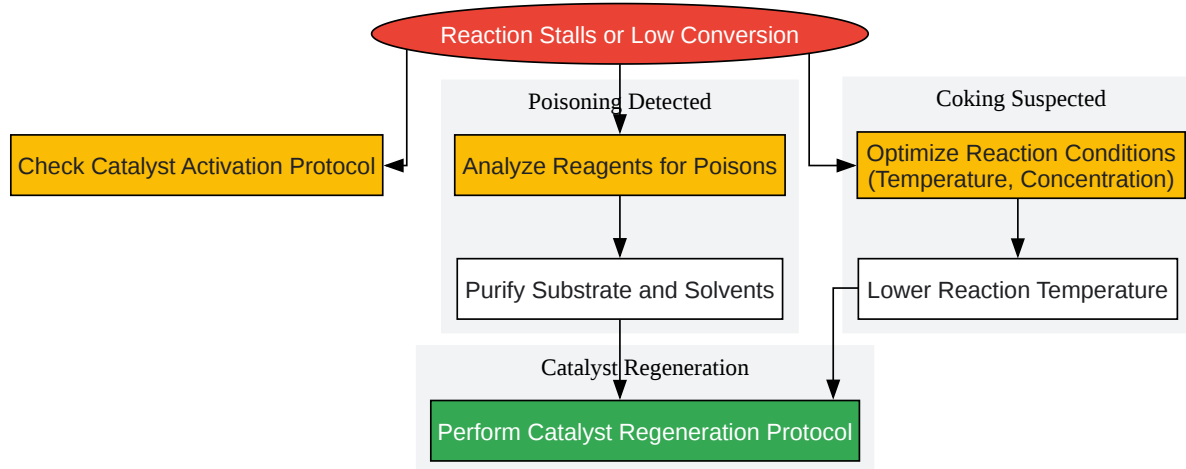 Reaction Stalls or Low Conversion
Poisoning Detected
Coking Suspected
Check Catalyst Activation Protocol
Analyze Reagents for Poisons
Optimize Reaction Conditions
(Temperature, Concentration)
Purify Substrate and Solvents
Lower Reaction Temperature
Catalyst Regeneration
Perform Catalyst Regeneration Protocol